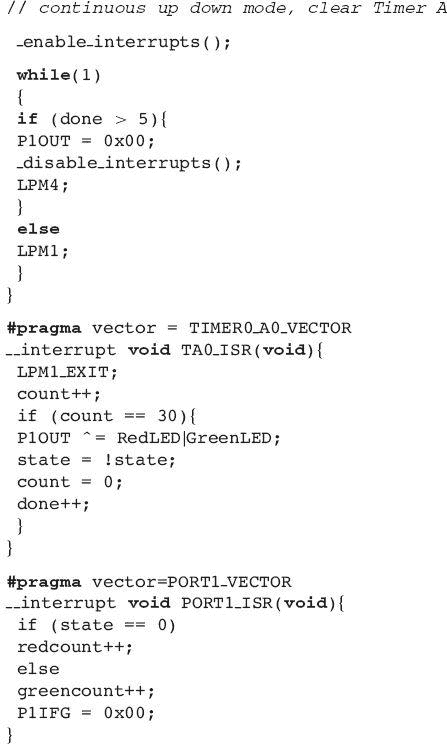 // continuous up down mode, clear Timer A
_enable_interrupts();
while(1)
{
if (done > 5){
P1OUT = 0x00;
_disable_interrupts();
LPM4;
}
else
LPM1;
}
}
#pragma vector = TIMER0_A0_VECTOR
__interrupt void TA0_ISR(void){
LPM1_EXIT;
count++;
if (count == 30){
P1OUT ^= RedLED|GreenLED;
state = !state;
count = 0;
done++;
}
}
#pragma vector=PORT1_VECTOR
__interrupt void PORT1_ISR(void){
if (state == 0)
redcount++;
else
greencount++;
P1IFG = 0x00;
}